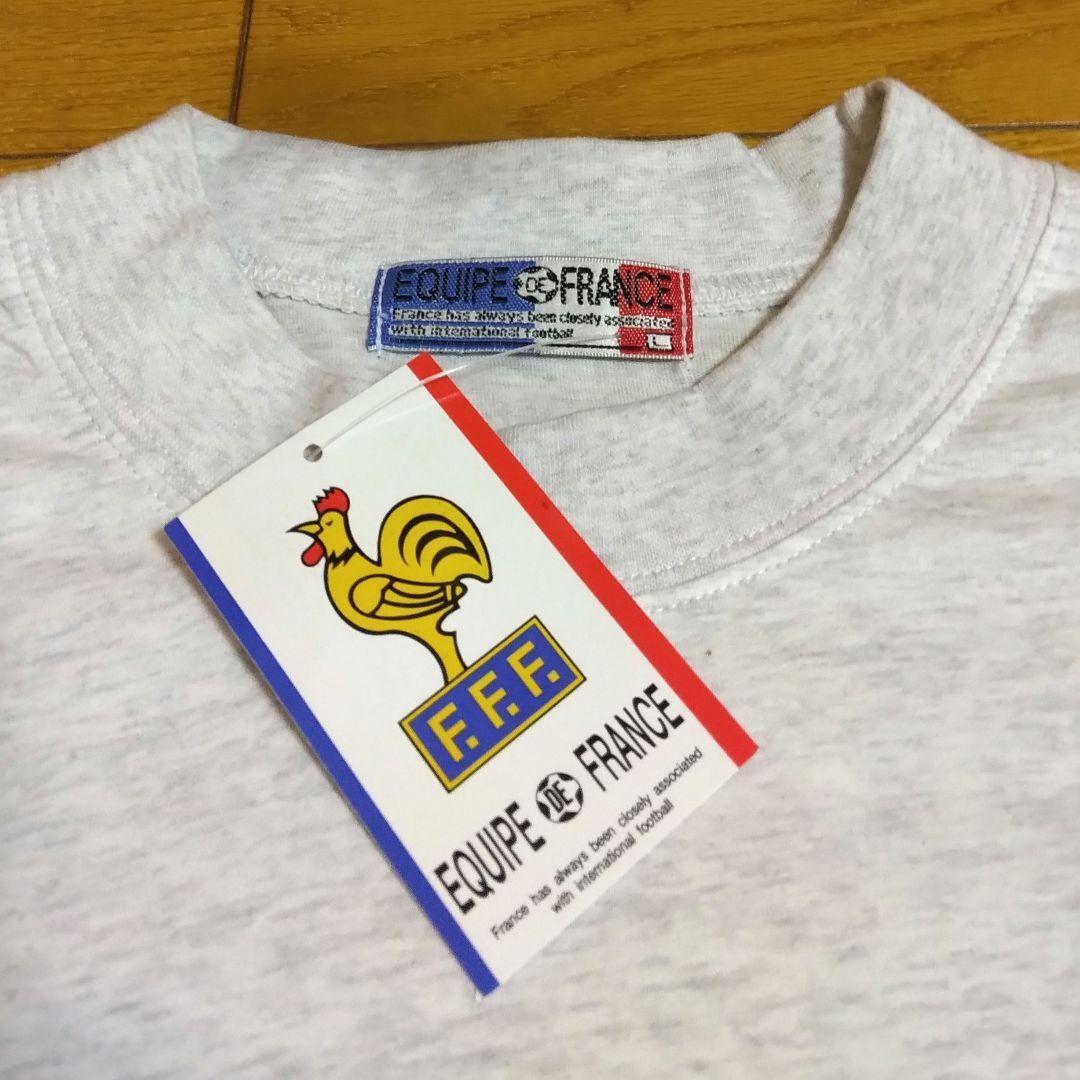 EQUIPE DE FRANCE
France has always been closely associated
with international football
L
F.F.F.
EQUIPE DE FRANCE
France has always been closely associated
with international football